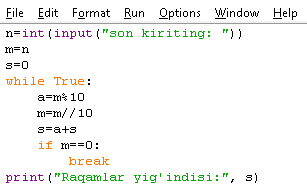 File Edit Format Run Options Window Help
n=int(input("son kiriting: "))
m=n
s=0
while True:
    a=m%10
    m=m//10
    s=a+s
    if m==0:
        break
print("Raqamlar yig'indisi:", s)